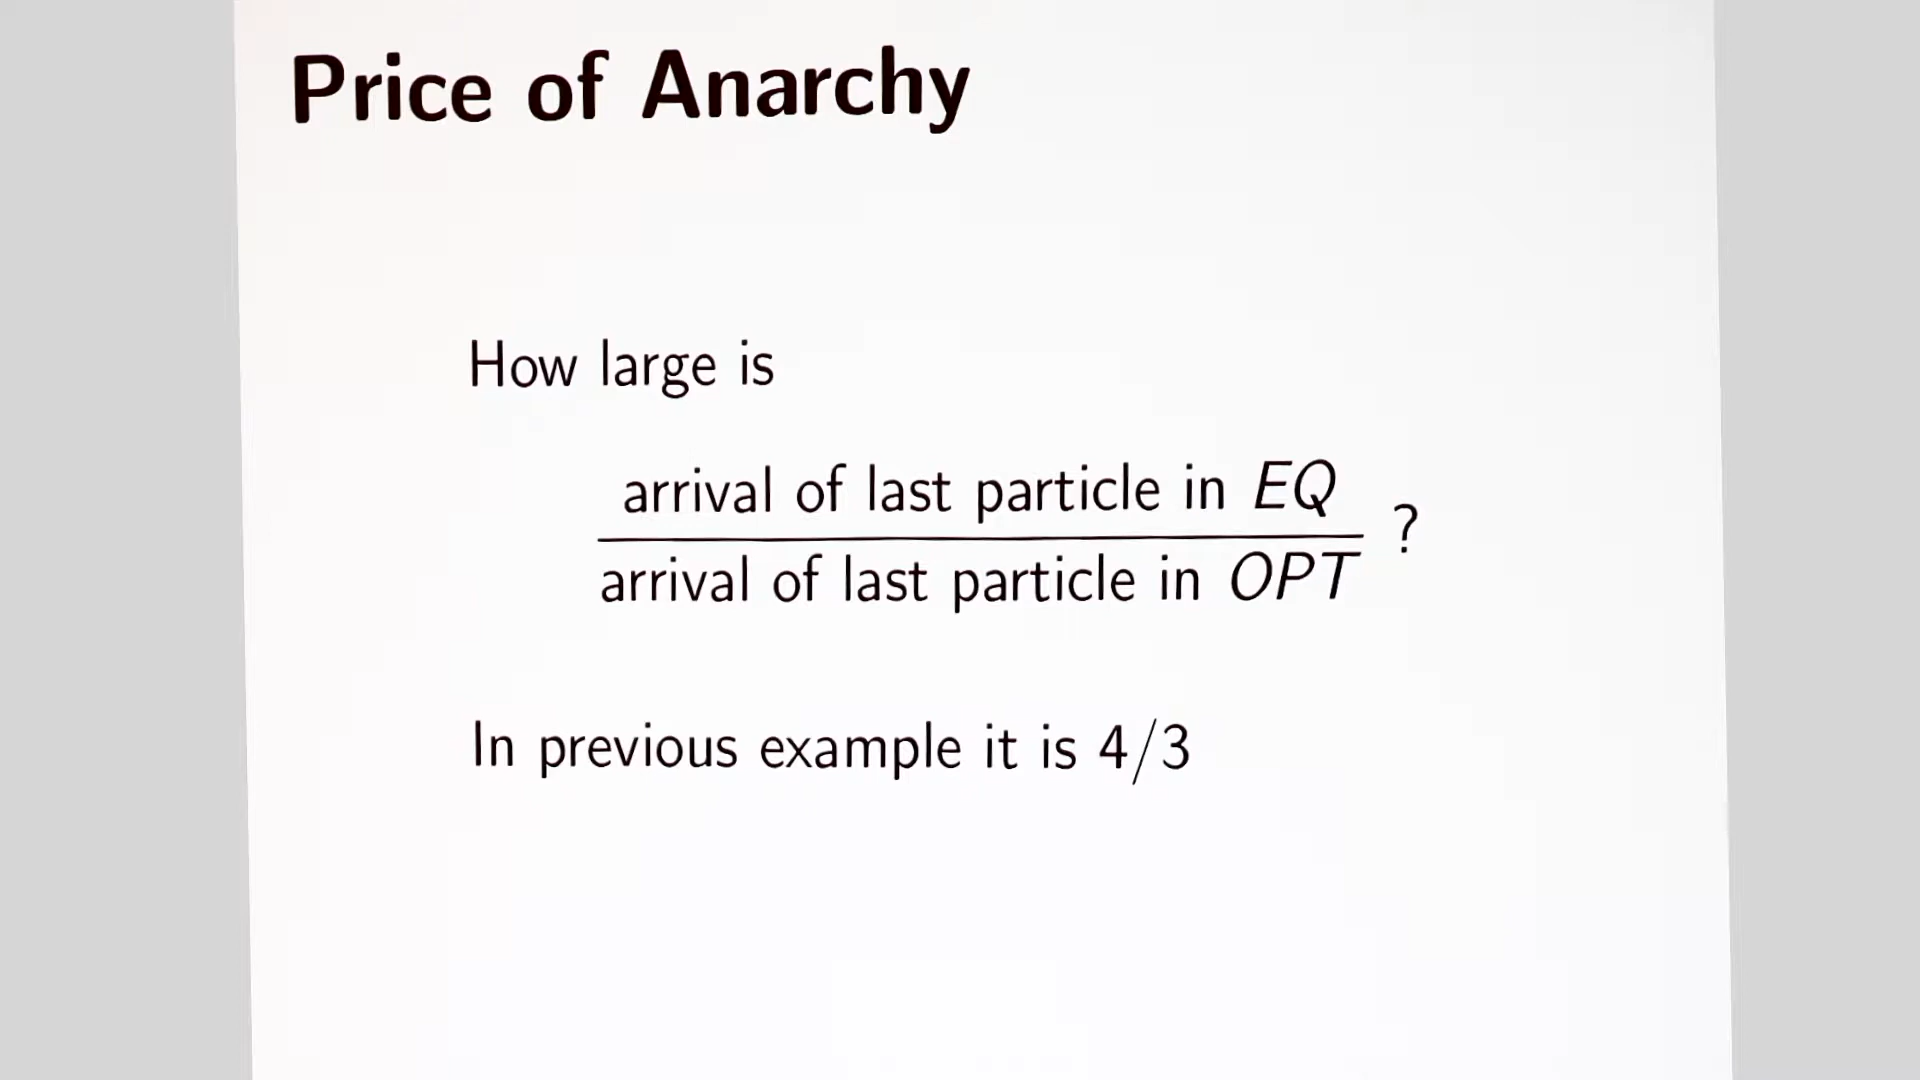 Price of Anarchy
How large is
arrival of last particle in EQ
arrival of last particle in OPT
?
In previous example it is 4/3